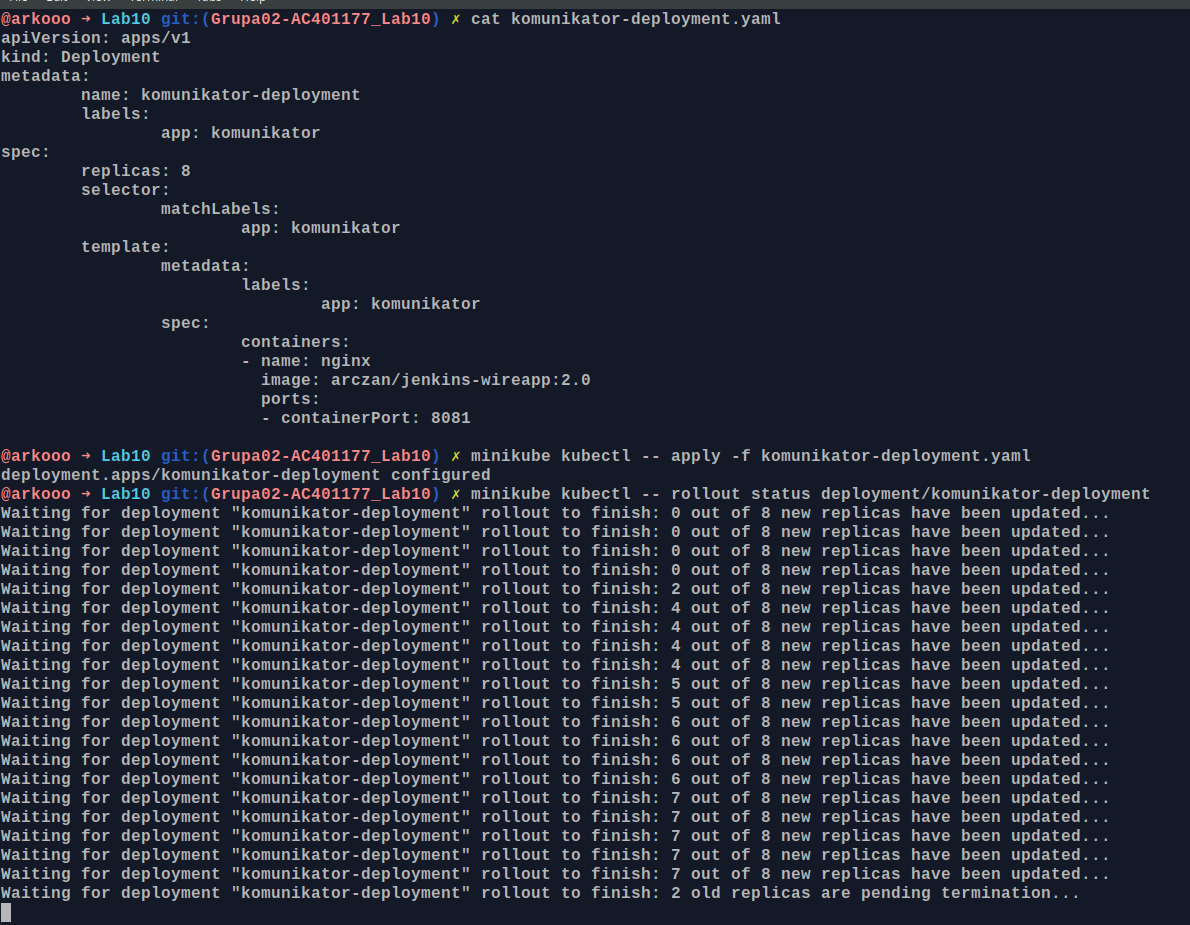 File Edit View Terminal Tabs Help
@arkooo → Lab10 git:(Grupa02-AC401177_Lab10) ✗ cat komunikator-deployment.yaml
apiVersion: apps/v1
kind: Deployment
metadata:
        name: komunikator-deployment
        labels:
                app: komunikator
spec:
        replicas: 8
        selector:
                matchLabels:
                        app: komunikator
        template:
                metadata:
                        labels:
                                app: komunikator
                spec:
                        containers:
                        - name: nginx
                          image: arczan/jenkins-wireapp:2.0
                          ports:
                          - containerPort: 8081
@arkooo → Lab10 git:(Grupa02-AC401177_Lab10) ✗ minikube kubectl -- apply -f komunikator-deployment.yaml
deployment.apps/komunikator-deployment configured
@arkooo → Lab10 git:(Grupa02-AC401177_Lab10) ✗ minikube kubectl -- rollout status deployment/komunikator-deployment
Waiting for deployment "komunikator-deployment" rollout to finish: 0 out of 8 new replicas have been updated...
Waiting for deployment "komunikator-deployment" rollout to finish: 0 out of 8 new replicas have been updated...
Waiting for deployment "komunikator-deployment" rollout to finish: 0 out of 8 new replicas have been updated...
Waiting for deployment "komunikator-deployment" rollout to finish: 0 out of 8 new replicas have been updated...
Waiting for deployment "komunikator-deployment" rollout to finish: 2 out of 8 new replicas have been updated...
Waiting for deployment "komunikator-deployment" rollout to finish: 4 out of 8 new replicas have been updated...
Waiting for deployment "komunikator-deployment" rollout to finish: 4 out of 8 new replicas have been updated...
Waiting for deployment "komunikator-deployment" rollout to finish: 4 out of 8 new replicas have been updated...
Waiting for deployment "komunikator-deployment" rollout to finish: 4 out of 8 new replicas have been updated...
Waiting for deployment "komunikator-deployment" rollout to finish: 5 out of 8 new replicas have been updated...
Waiting for deployment "komunikator-deployment" rollout to finish: 5 out of 8 new replicas have been updated...
Waiting for deployment "komunikator-deployment" rollout to finish: 6 out of 8 new replicas have been updated...
Waiting for deployment "komunikator-deployment" rollout to finish: 6 out of 8 new replicas have been updated...
Waiting for deployment "komunikator-deployment" rollout to finish: 6 out of 8 new replicas have been updated...
Waiting for deployment "komunikator-deployment" rollout to finish: 6 out of 8 new replicas have been updated...
Waiting for deployment "komunikator-deployment" rollout to finish: 7 out of 8 new replicas have been updated...
Waiting for deployment "komunikator-deployment" rollout to finish: 7 out of 8 new replicas have been updated...
Waiting for deployment "komunikator-deployment" rollout to finish: 7 out of 8 new replicas have been updated...
Waiting for deployment "komunikator-deployment" rollout to finish: 7 out of 8 new replicas have been updated...
Waiting for deployment "komunikator-deployment" rollout to finish: 7 out of 8 new replicas have been updated...
Waiting for deployment "komunikator-deployment" rollout to finish: 2 old replicas are pending termination...